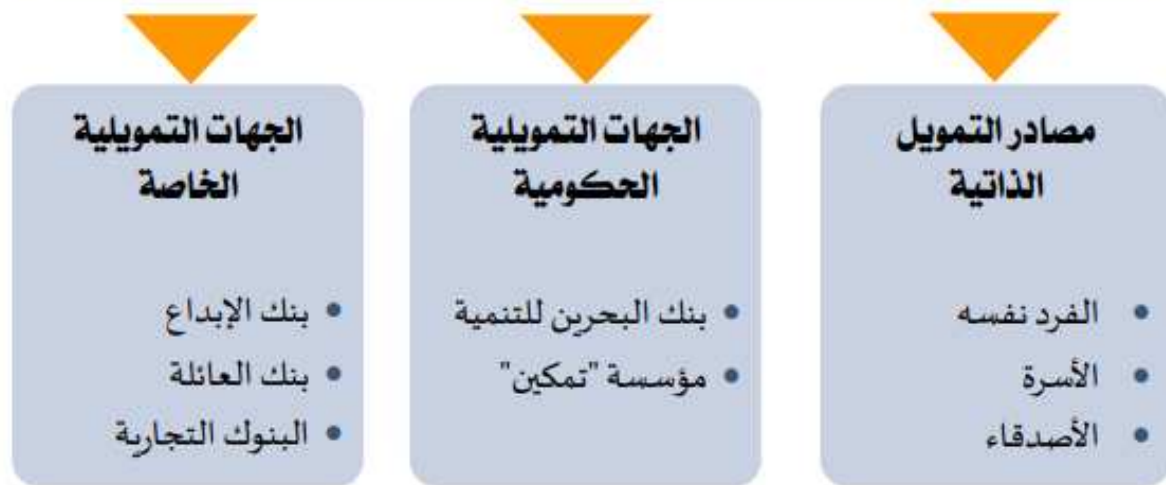 مصادر التمويل
الذاتية
• الفرد نفسه
• الأسرة
• الأصدقاء
الجهات التمويلية
الحكومية
• بنك البحرين للتنمية
• مؤسسة "تمكين"
الجهات التمويلية
الخاصة
• بنك الإبداع
• بنك العائلة
• البنوك التجارية